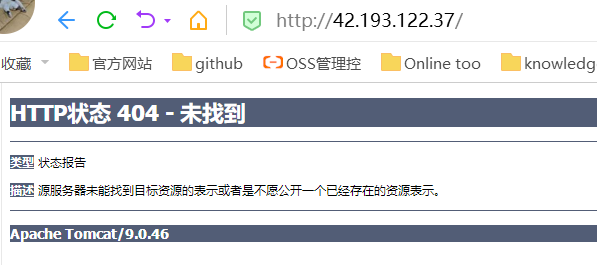 http://42.193.122.37/
收藏 官方网站 github OSS管理控 Online too knowledg
HTTP状态 404 - 未找到
类型 状态报告
描述 源服务器未能找到目标资源的表示或者是不愿公开一个已经存在的资源表示。
Apache Tomcat/9.0.46